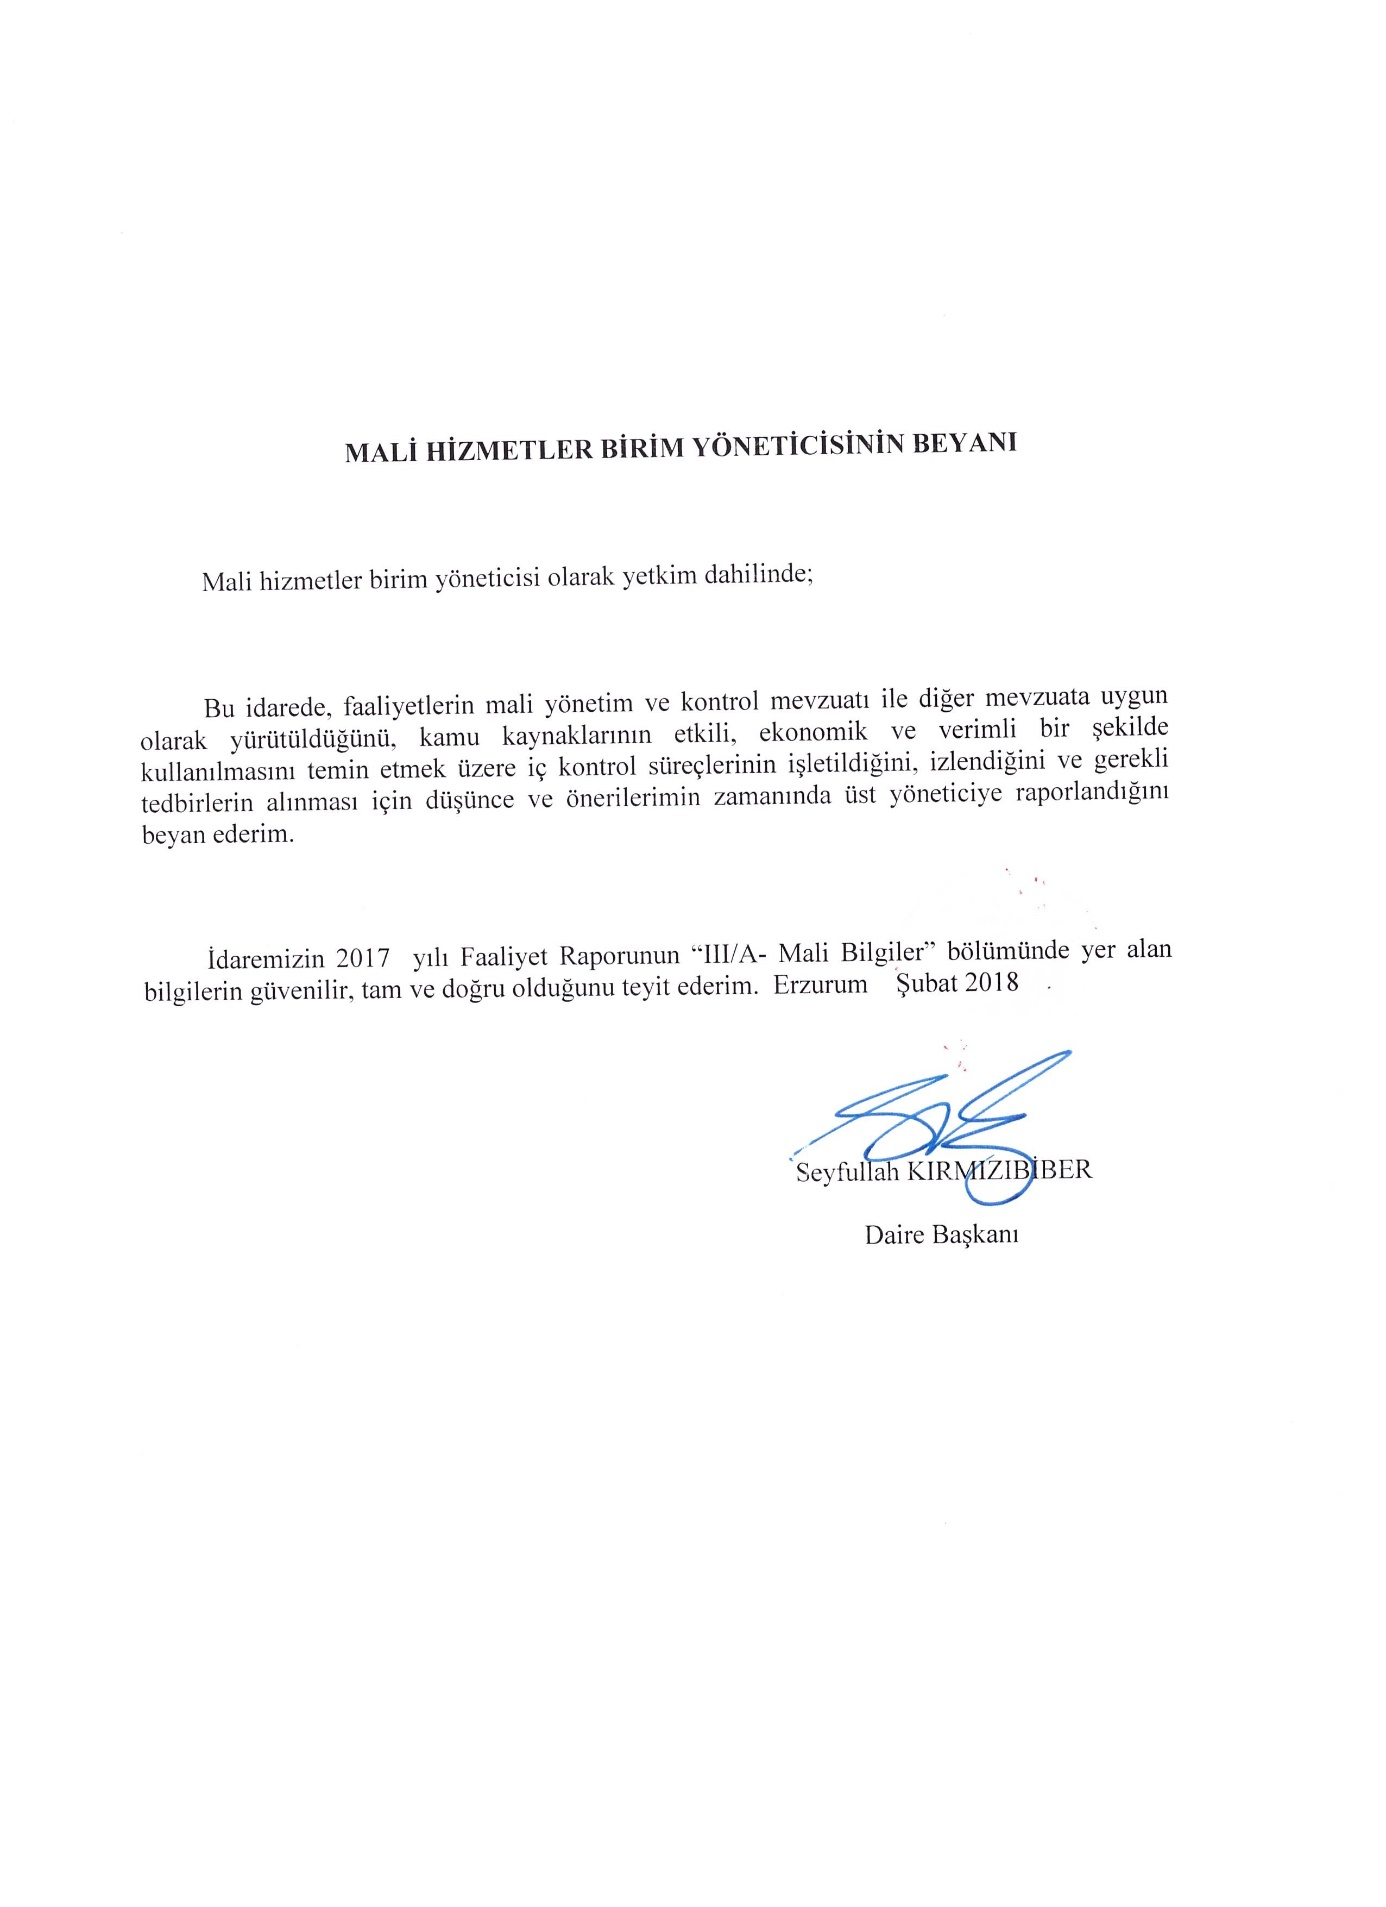 MALİ HİZMETLER BİRİM YÖNETİCİSİNİN BEYANI
Mali hizmetler birim yöneticisi olarak yetkim dahilinde;
Bu idarede, faaliyetlerin mali yönetim ve kontrol mevzuatı ile diğer mevzuata uygun
olarak yürütüldüğünü, kamu kaynaklarının etkili, ekonomik ve verimli bir şekilde
kullanılmasını temin etmek üzere iç kontrol süreçlerinin işletildiğini, izlendiğini ve gerekli
tedbirlerin alınması için düşünce ve önerilerimin zamanında üst yöneticiye raporlandığını
beyan ederim.
İdaremizin 2017 yılı Faaliyet Raporunun “III/A- Mali Bilgiler” bölümünde yer alan
bilgilerin güvenilir, tam ve doğru olduğunu teyit ederim. Erzurum Şubat 2018 .
Seyfullah KIRMIZIBİBER
Daire Başkanı